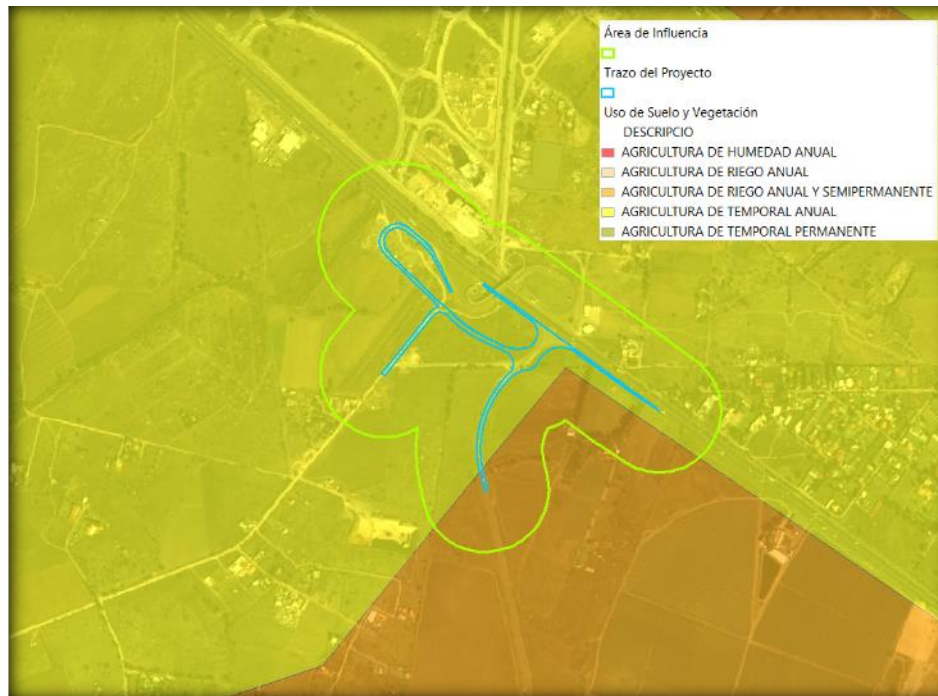 Área de Influencia
Trazo del Proyecto
Uso de Suelo y Vegetación
DESCRIPCIO
AGRICULTURA DE HUMEDAD ANUAL
AGRICULTURA DE RIEGO ANUAL
AGRICULTURA DE RIEGO ANUAL Y SEMIPERMANENTE
AGRICULTURA DE TEMPORAL ANUAL
AGRICULTURA DE TEMPORAL PERMANENTE